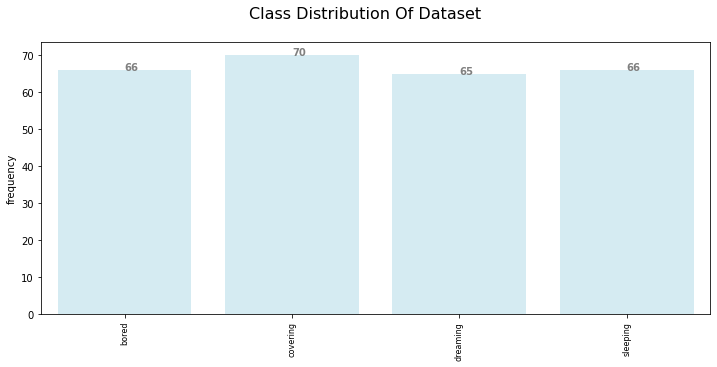 Class Distribution Of Dataset
70
60
50
40
30
20
10
0
frequency
66
70
65
66
bored
covering
dreaming
sleeping